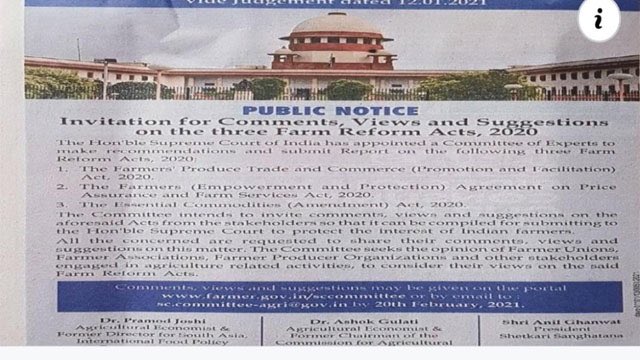 Vide Judgement dated 12.01.2021
PUBLIC NOTICE
Invitation for Comments, Views and Suggestions
on the three Farm Reform Acts, 2020
The Hon'ble Supreme Court of India has appointed a Committee of Experts to
make recommendations and submit Report on the following three Farm
Reform Acts, 2020:
1. The Farmers' Produce Trade and Commerce (Promotion and Facilitation)
Act, 2020.
2. The Farmers (Empowerment and Protection) Agreement on Price
Assurance and Farm Services Act, 2020.
3. The Essential Commodities (Amendment) Act, 2020.
The Committee intends to invite comments, views and suggestions on the
aforesaid Acts from the stakeholders so that it can be compiled for submitting to
the Hon'ble Supreme Court to protect the interest of Indian farmers.
All the concerned are requested to share their comments, views and
suggestions on this matter. The Committee seeks the opinion of Farmer Unions,
Farmer Associations, Farmer Producer Organizations and other stakeholders
engaged in agriculture related activities, to consider their views on the said
Farm Reform Acts.
Comments, views and suggestions may be given on the portal
www.farmer.gov.in/sccommittee or by email to
sc.committee-agri@gov.in by 20th February, 2021.
Dr. Pramod Joshi
Agricultural Economist &
Former Director for South Asia,
International Food Policy
Dr. Ashok Gulati
Agricultural Economist &
Former Chairman of the
Commission for Agricultural
Shri Anil Ghanwat
President
Shetkari Sanghatana